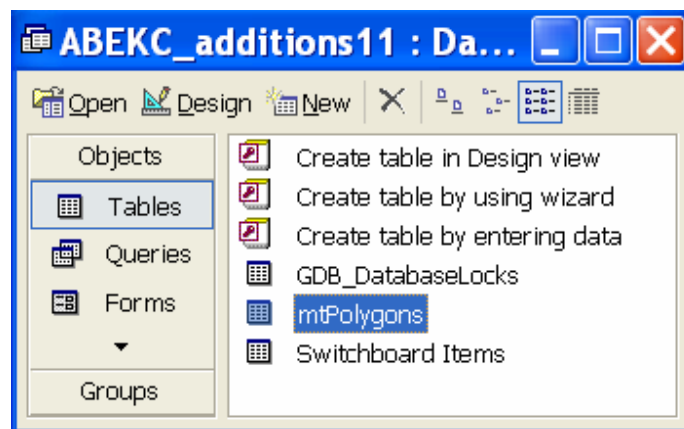 ABEKC_additions11 : Da...
Open Design New
Objects
Tables
Queries
Forms
Groups
Create table in Design view
Create table by using wizard
Create table by entering data
GDB_DatabaseLocks
mtPolygons
Switchboard Items